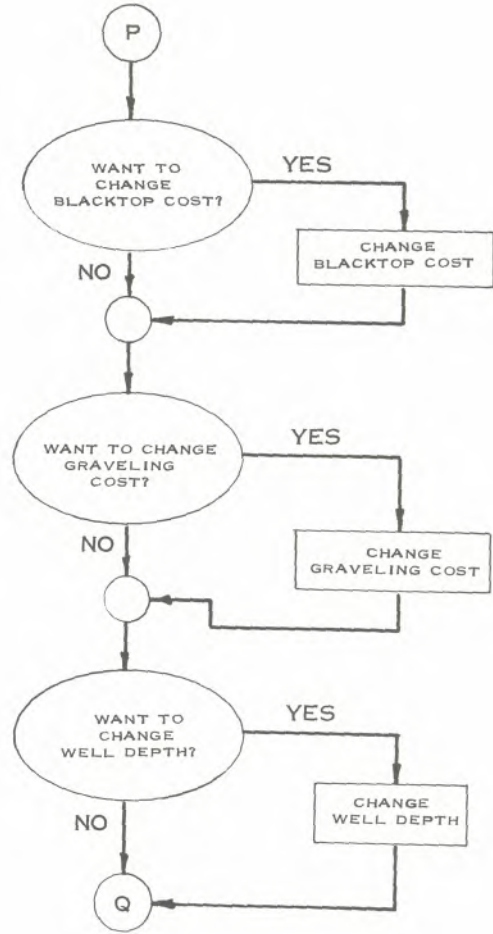 P
WANT TO
CHANGE
BLACKTOP COST?
YES
CHANGE
BLACKTOP COST
NO
WANT TO CHANGE
GRAVELING
COST?
YES
CHANGE
GRAVELING COST
NO
WANT TO
CHANGE
WELL DEPTH?
YES
CHANGE
WELL DEPTH
NO
Q